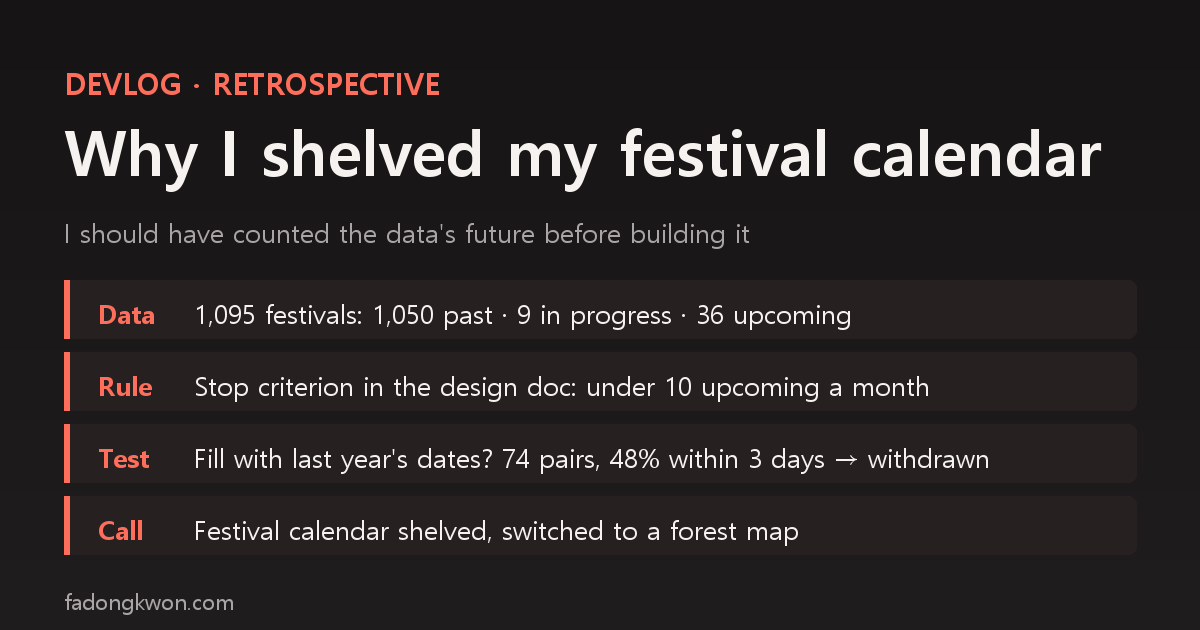 DEVLOG · RETROSPECTIVE
Why I shelved my festival calendar
I should have counted the data's future before building it
Data 1,095 festivals: 1,050 past · 9 in progress · 36 upcoming
Rule Stop criterion in the design doc: under 10 upcoming a month
Test Fill with last year's dates? 74 pairs, 48% within 3 days → withdrawn
Call Festival calendar shelved, switched to a forest map
fadongkwon.com